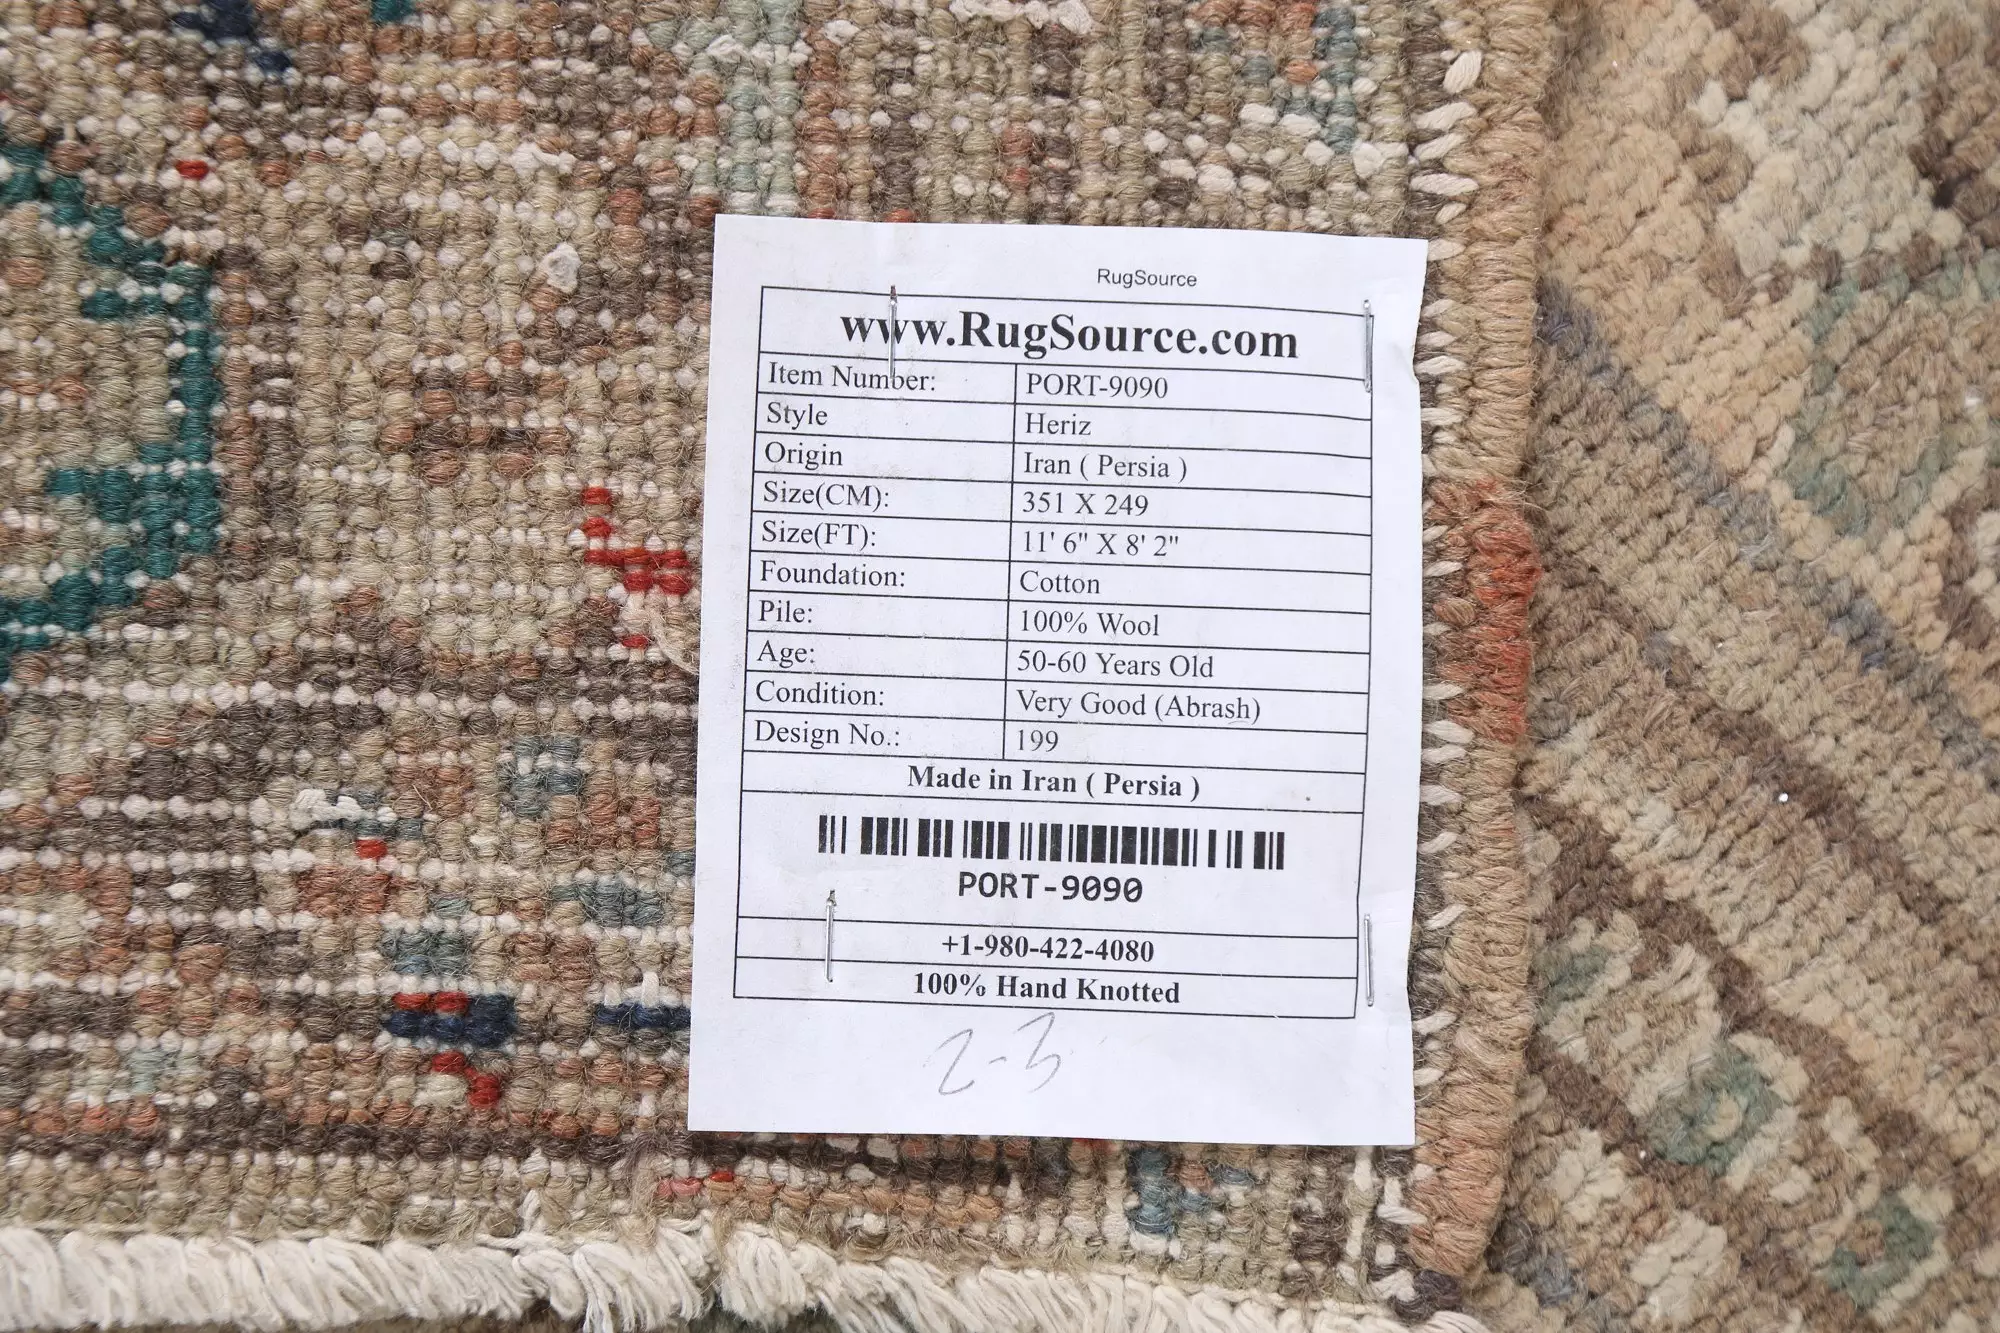 RugSource
www.RugSource.com
Item Number: PORT-9090
Style Heriz
Origin Iran ( Persia )
Size(CM): 351 X 249
Size(FT): 11' 6" X 8' 2"
Foundation: Cotton
Pile: 100% Wool
Age: 50-60 Years Old
Condition: Very Good (Abrash)
Design No.: 199
Made in Iran ( Persia )
PORT-9090
+1-980-422-4080
100% Hand Knotted
2-3